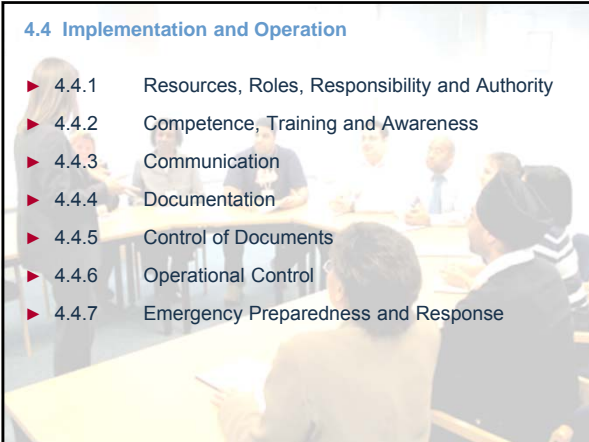 4.4 Implementation and Operation
► 4.4.1 Resources, Roles, Responsibility and Authority
► 4.4.2 Competence, Training and Awareness
► 4.4.3 Communication
► 4.4.4 Documentation
► 4.4.5 Control of Documents
► 4.4.6 Operational Control
► 4.4.7 Emergency Preparedness and Response